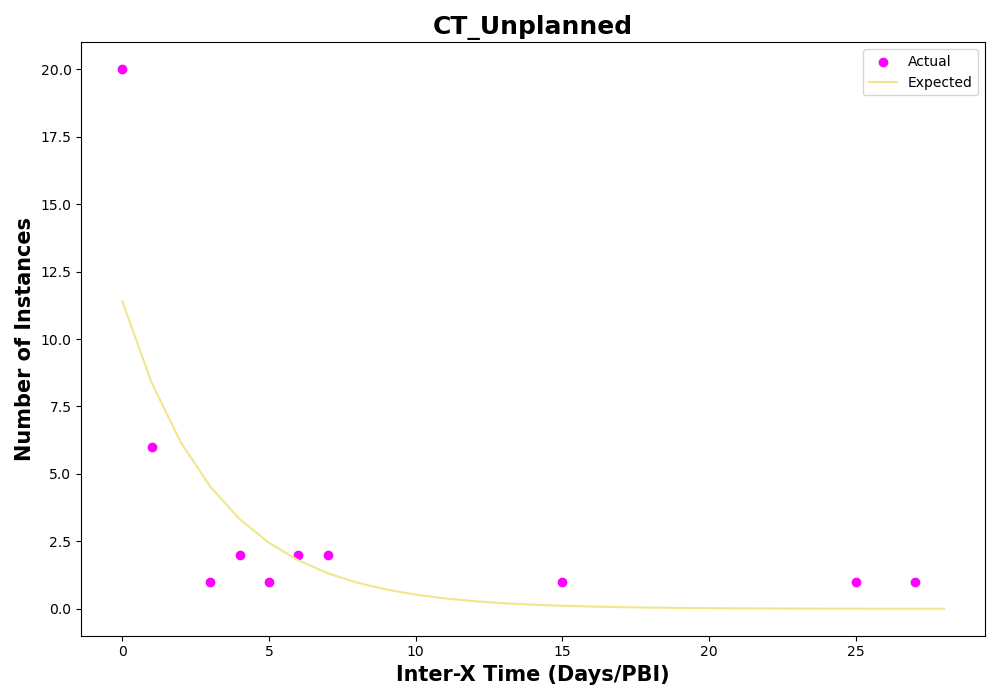 CT_Unplanned
Actual
Expected
20.0
17.5
15.0
12.5
10.0
7.5
5.0
2.5
0.0
Number of Instances
0 5 10 15 20 25
Inter-X Time (Days/PBI)